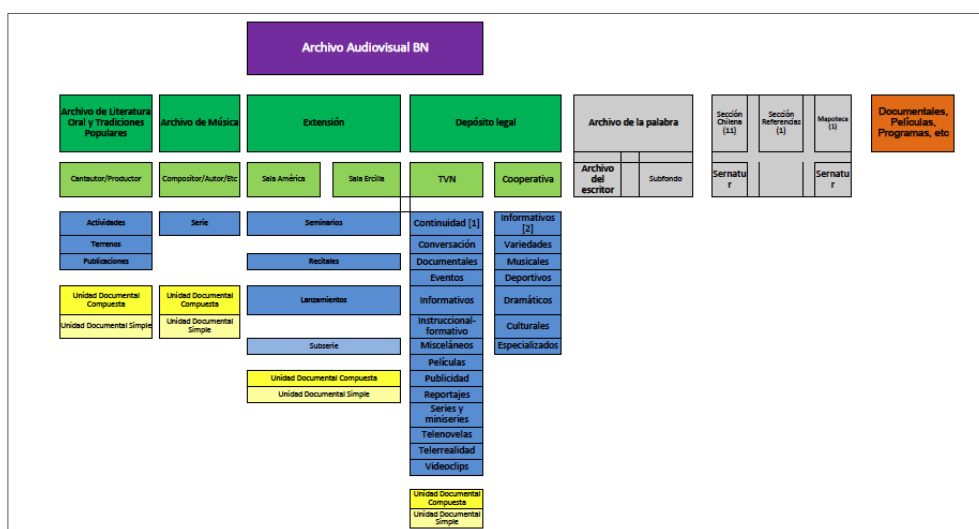 Archivo Audiovisual BN
Archivo de Literatura
Oral y Tradiciones
Populares
Archivo de Música
Extensión
Depósito legal
Archivo de la palabra
Sección
Chilena
(11)
Sección
Referencias
(1)
Mapoteca
(1)
Documentales,
Películas,
Programas, etc
Cantautor/Productor
Compositor/Autor/Etc
Sala América
Sala Ercilla
TVN
Cooperativa
Archivo
del
escritor
Subfondo
Sernatu
r
Sernatu
r
Actividades
Terrenos
Publicaciones
Unidad Documental
Compuesta
Unidad Documental Simple
Serie
Unidad Documental
Compuesta
Unidad Documental
Simple
Seminarios
Recitales
Lanzamientos
Subserie
Unidad Documental Compuesta
Unidad Documental Simple
Continuidad [1]
Conversación
Documentales
Eventos
Informativos
Instruccional-
formativo
Misceláneos
Películas
Publicidad
Reportajes
Series y
miniseries
Telenovelas
Telerrealidad
Videoclips
Unidad Documental
Compuesta
Unidad Documental
Simple
Informativos
[2]
Variedades
Musicales
Deportivos
Dramáticos
Culturales
Especializados